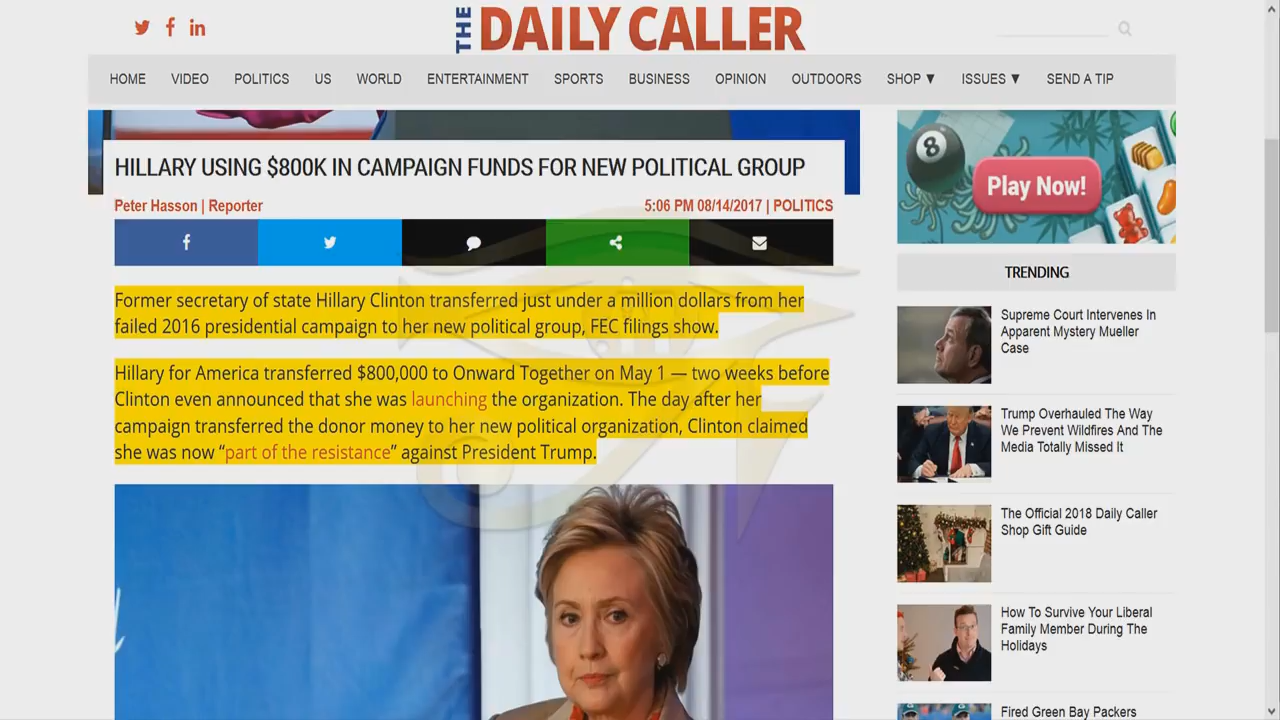 THE DAILY CALLER
HOME VIDEO POLITICS US WORLD ENTERTAINMENT SPORTS BUSINESS OPINION OUTDOORS SHOP ▼ ISSUES ▼ SEND A TIP
HILLARY USING $800K IN CAMPAIGN FUNDS FOR NEW POLITICAL GROUP
Peter Hasson | Reporter
5:06 PM 08/14/2017 | POLITICS
Former secretary of state Hillary Clinton transferred just under a million dollars from her
failed 2016 presidential campaign to her new political group, FEC filings show.
Hillary for America transferred $800,000 to Onward Together on May 1 — two weeks before
Clinton even announced that she was launching the organization. The day after her
campaign transferred the donor money to her new political organization, Clinton claimed
she was now “part of the resistance” against President Trump.
8
Play Now!
TRENDING
Supreme Court Intervenes In
Apparent Mystery Mueller
Case
Trump Overhauled The Way
We Prevent Wildfires And The
Media Totally Missed It
The Official 2018 Daily Caller
Shop Gift Guide
How To Survive Your Liberal
Family Member During The
Holidays
Fired Green Bay Packers